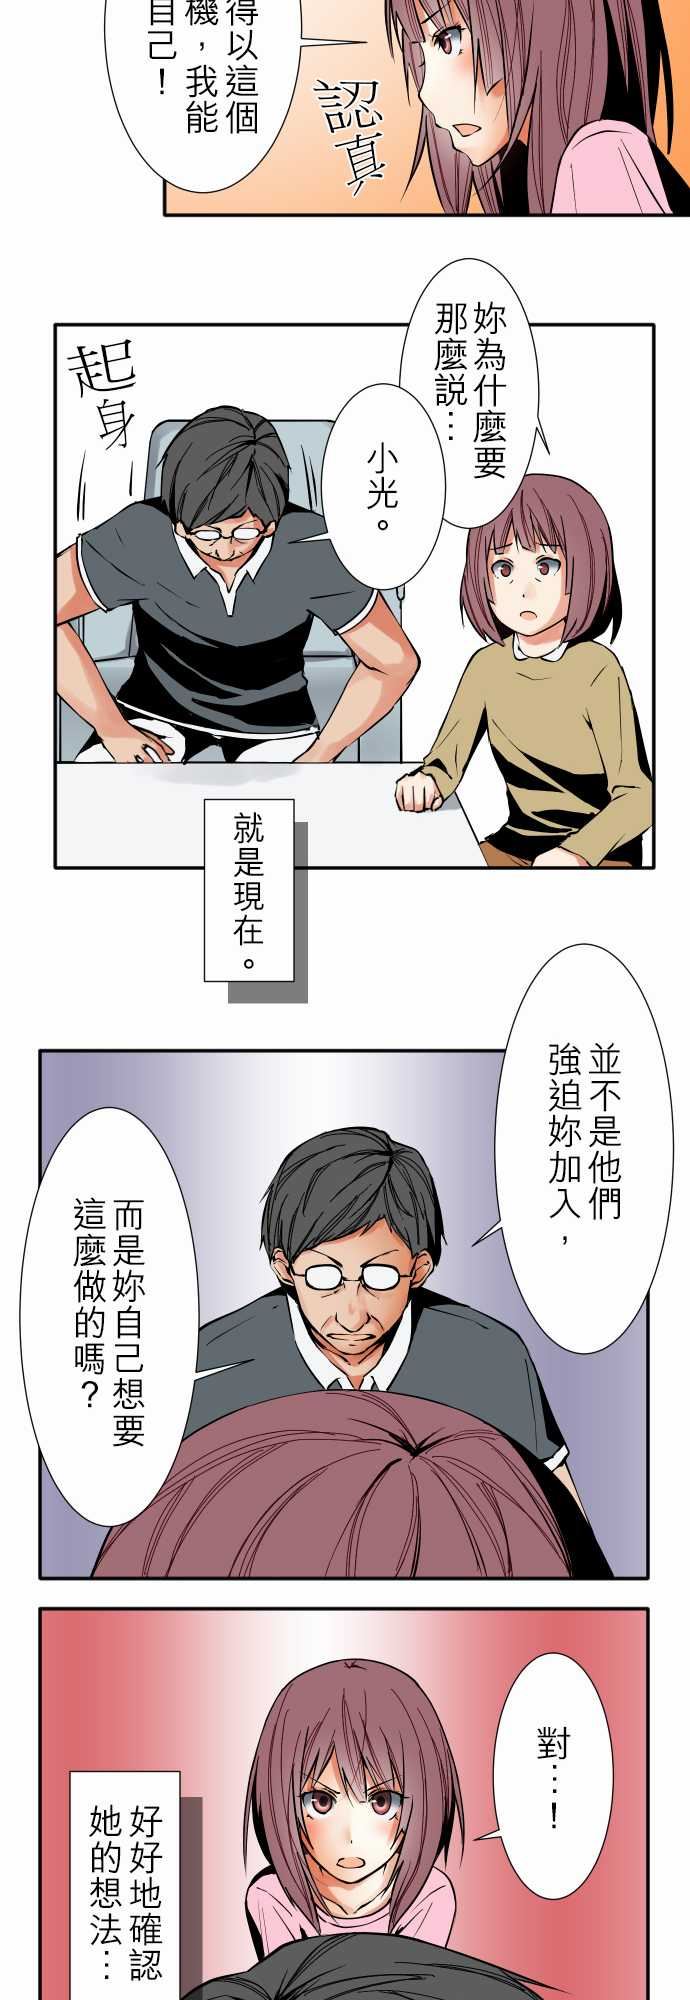 得以這個
機，我能
自己！
認真
妳為什麼要
那麼説…
小光。
起身
就是現在。
並不是他們
強迫妳加入，
而是妳自己想要
這麼做的嗎？
對…！
好好地確認
她的想法…